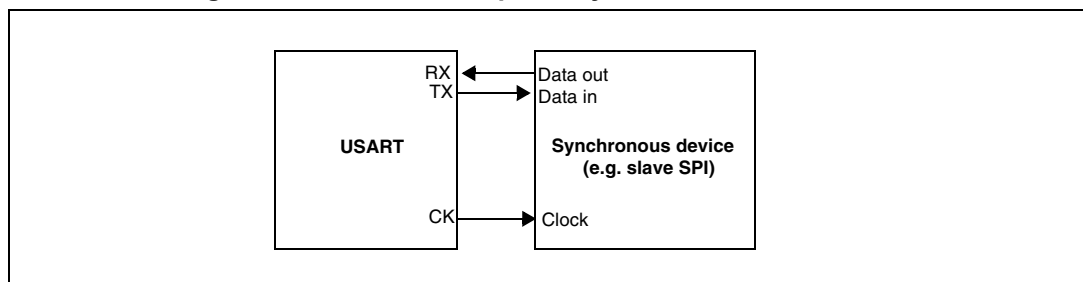 RX
Data out
TX
Data in
USART
Synchronous device
(e.g. slave SPI)
CK
Clock